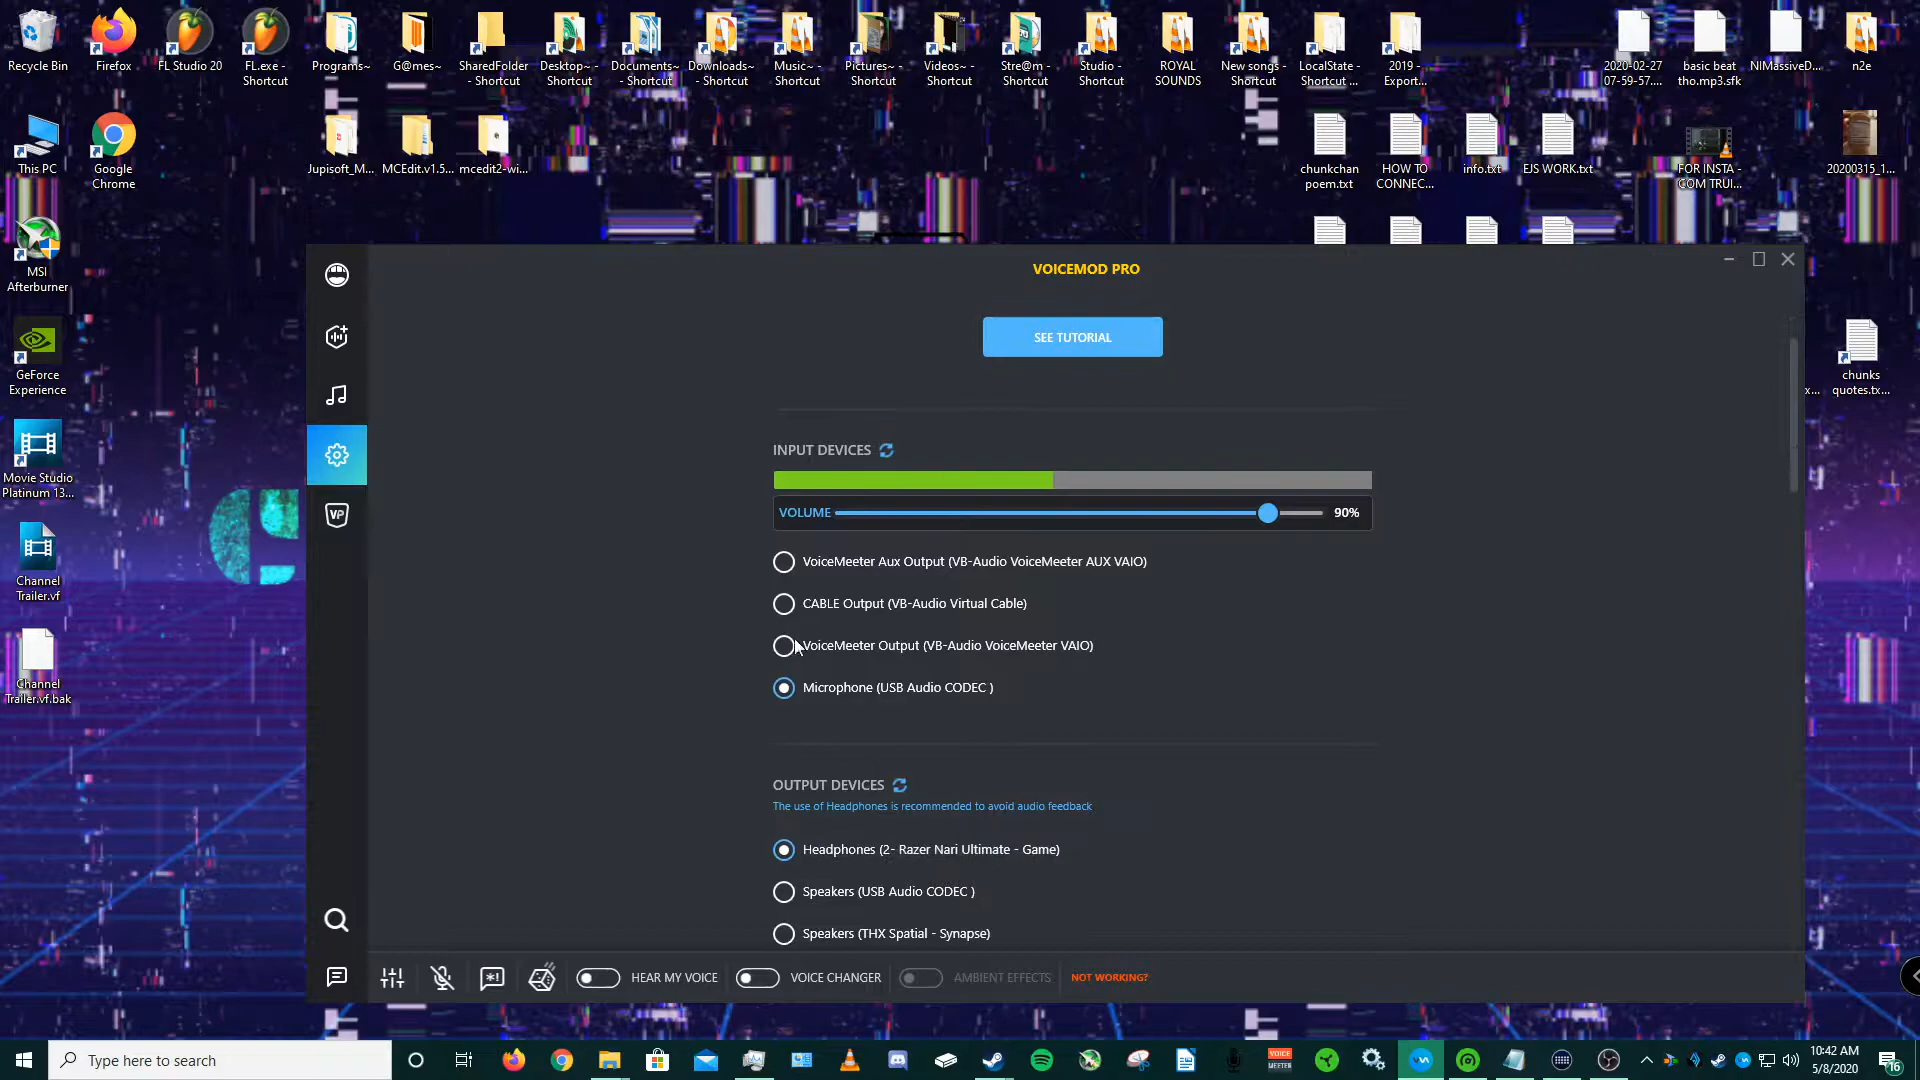 Recycle Bin
Firefox
FL Studio 20
FL.exe -
Shortcut
Programs~
G@mes~
SharedFolder
- Shortcut
Desktop~ -
Shortcut
Documents~
- Shortcut
Downloads~
- Shortcut
Music~ -
Shortcut
Pictures~ -
Shortcut
Videos~ -
Shortcut
Stre@m -
Shortcut
Studio -
Shortcut
ROYAL
SOUNDS
New songs -
Shortcut
LocalState -
Shortcut ...
2019 -
Export...
2020-02-27
07-59-57....
basic beat
tho.mp3.sfk
NIMassiveD...
n2e
This PC
Google
Chrome
Jupisoft_M...
MCEdit.v1.5...
mcedit2-wi...
chunkchan
poem.txt
HOW TO
CONNEC...
info.txt
EJS WORK.txt
FOR INSTA -
COM TRUI...
20200315_1...
MSI
Afterburner
GeForce
Experience
Movie Studio
Platinum 13...
Channel
Trailer.vf
Channel
Trailer.vf.bak
x...
chunks
quotes.tx...
VOICEMOD PRO
SEE TUTORIAL
INPUT DEVICES
VOLUME
90%
VoiceMeeter Aux Output (VB-Audio VoiceMeeter AUX VAIO)
CABLE Output (VB-Audio Virtual Cable)
VoiceMeeter Output (VB-Audio VoiceMeeter VAIO)
Microphone (USB Audio CODEC )
VP
OUTPUT DEVICES
The use of Headphones is recommended to avoid audio feedback
Headphones (2- Razer Nari Ultimate - Game)
Speakers (USB Audio CODEC )
Speakers (THX Spatial - Synapse)
HEAR MY VOICE
VOICE CHANGER
AMBIENT EFFECTS
NOT WORKING?
Type here to search
VOICE
MEETER
10:42 AM
5/8/2020
16